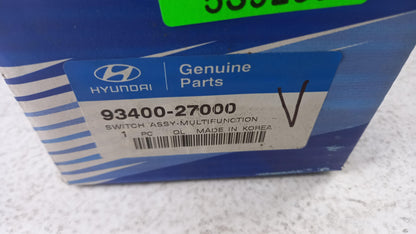 HYUNDAI
Genuine
Parts
93400-27000
SWITCH ASSY-MULTIFUNCTION
1 PC OL MADE IN KOREA
V